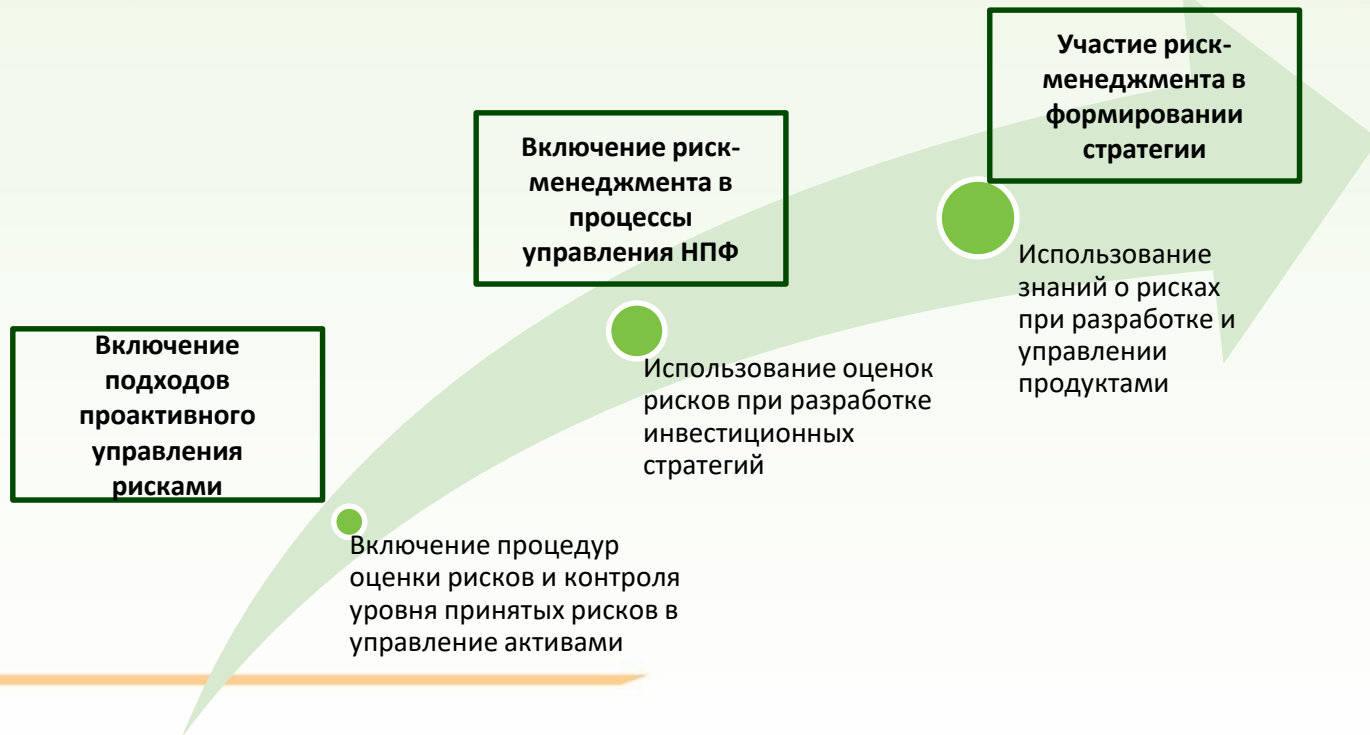 Включение
подходов
проактивного
управления
рисками
Включение процедур
оценки рисков и контроля
уровня принятых рисков в
управление активами
Включение риск-
менеджмента в
процессы
управления НПФ
Использование оценок
рисков при разработке
инвестиционных
стратегий
Участие риск-
менеджмента в
формировании
стратегии
Использование
знаний о рисках
при разработке и
управлении
продуктами